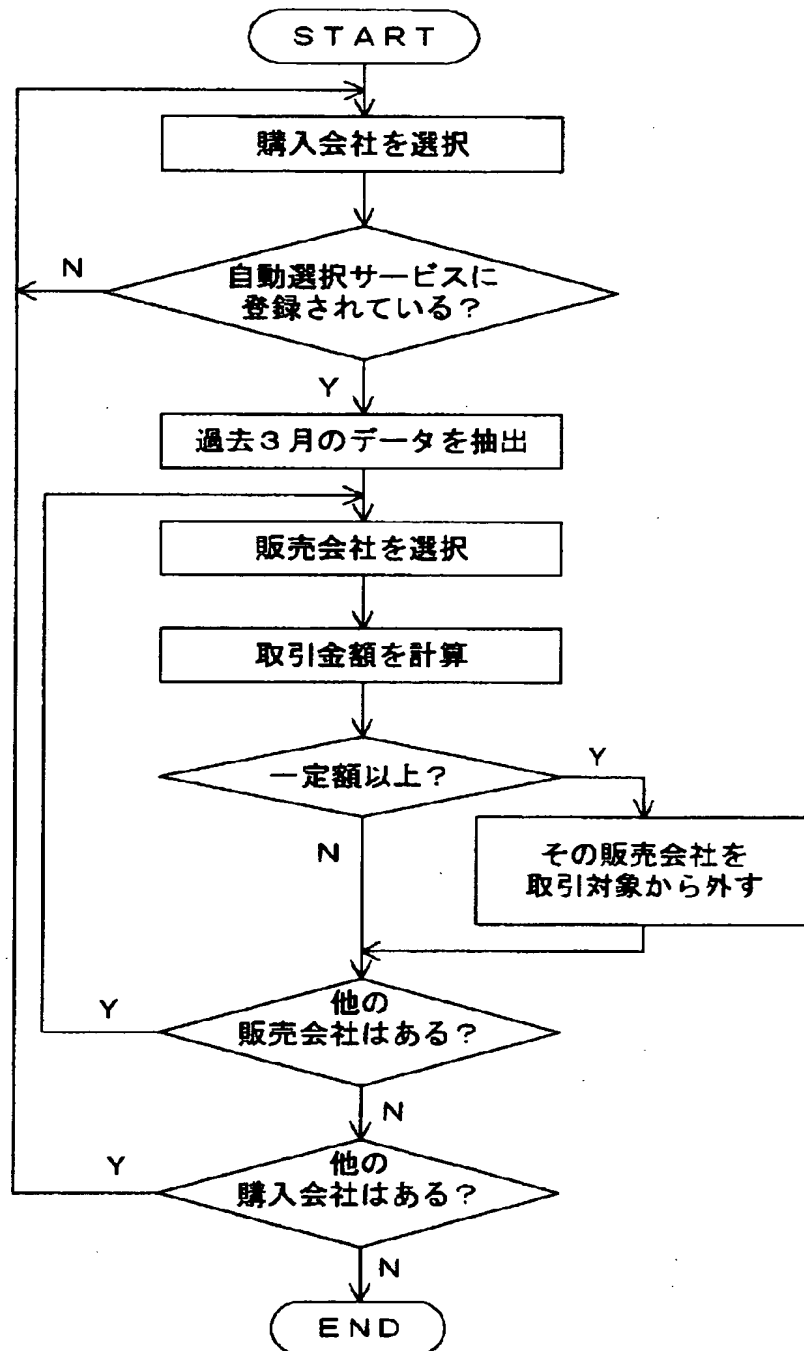 START
購入会社を選択
N
自動選択サービスに
登録されている?
Y
過去3月のデータを抽出
販売会社を選択
取引金額を計算
一定額以上?
Y
N
その販売会社を
取引対象から外す
Y
他の
販売会社はある?
N
Y
他の
購入会社はある?
N
END